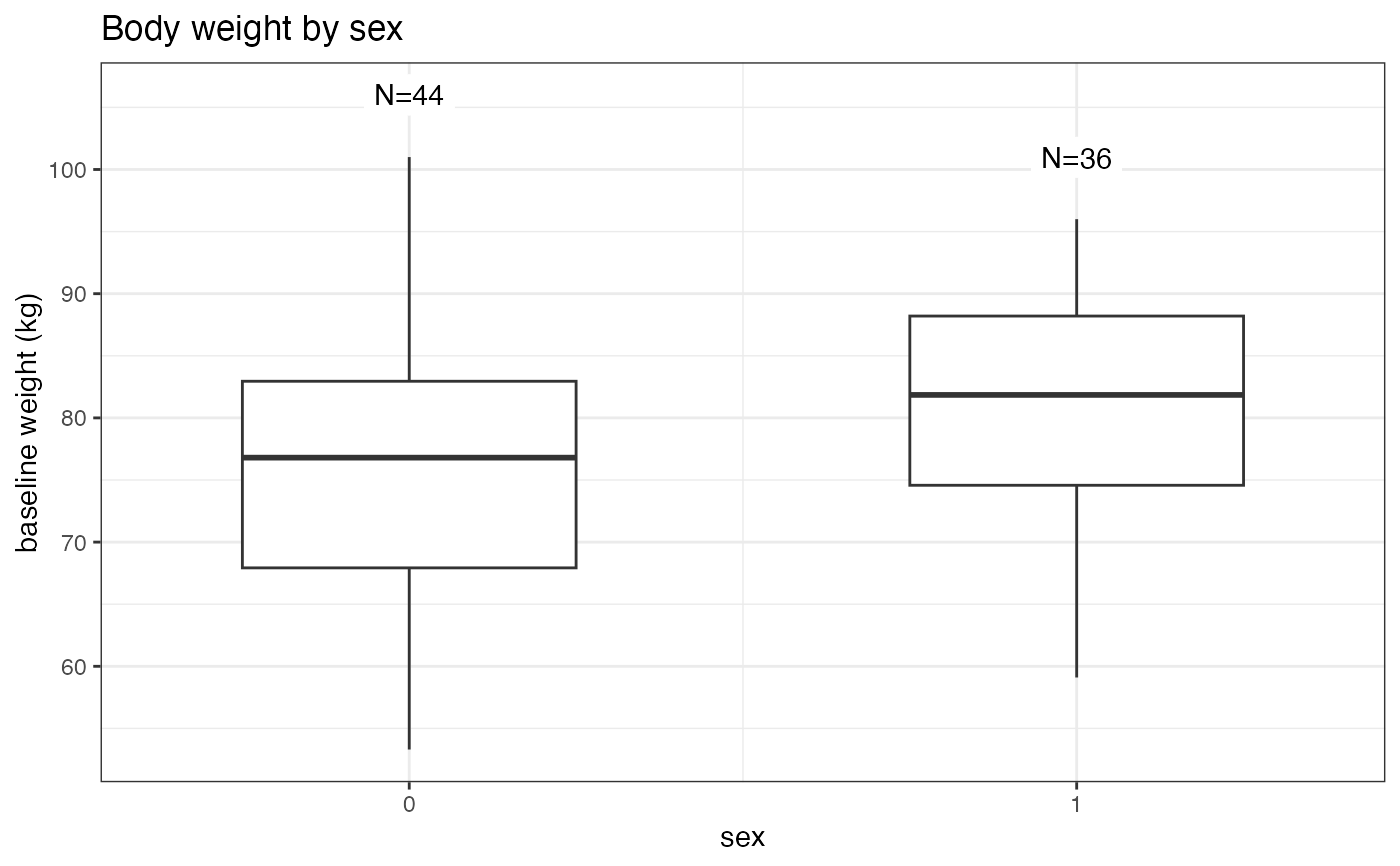 Body weight by sex
N=44
N=36
100
90
80
70
60
baseline weight (kg)
0
1
sex